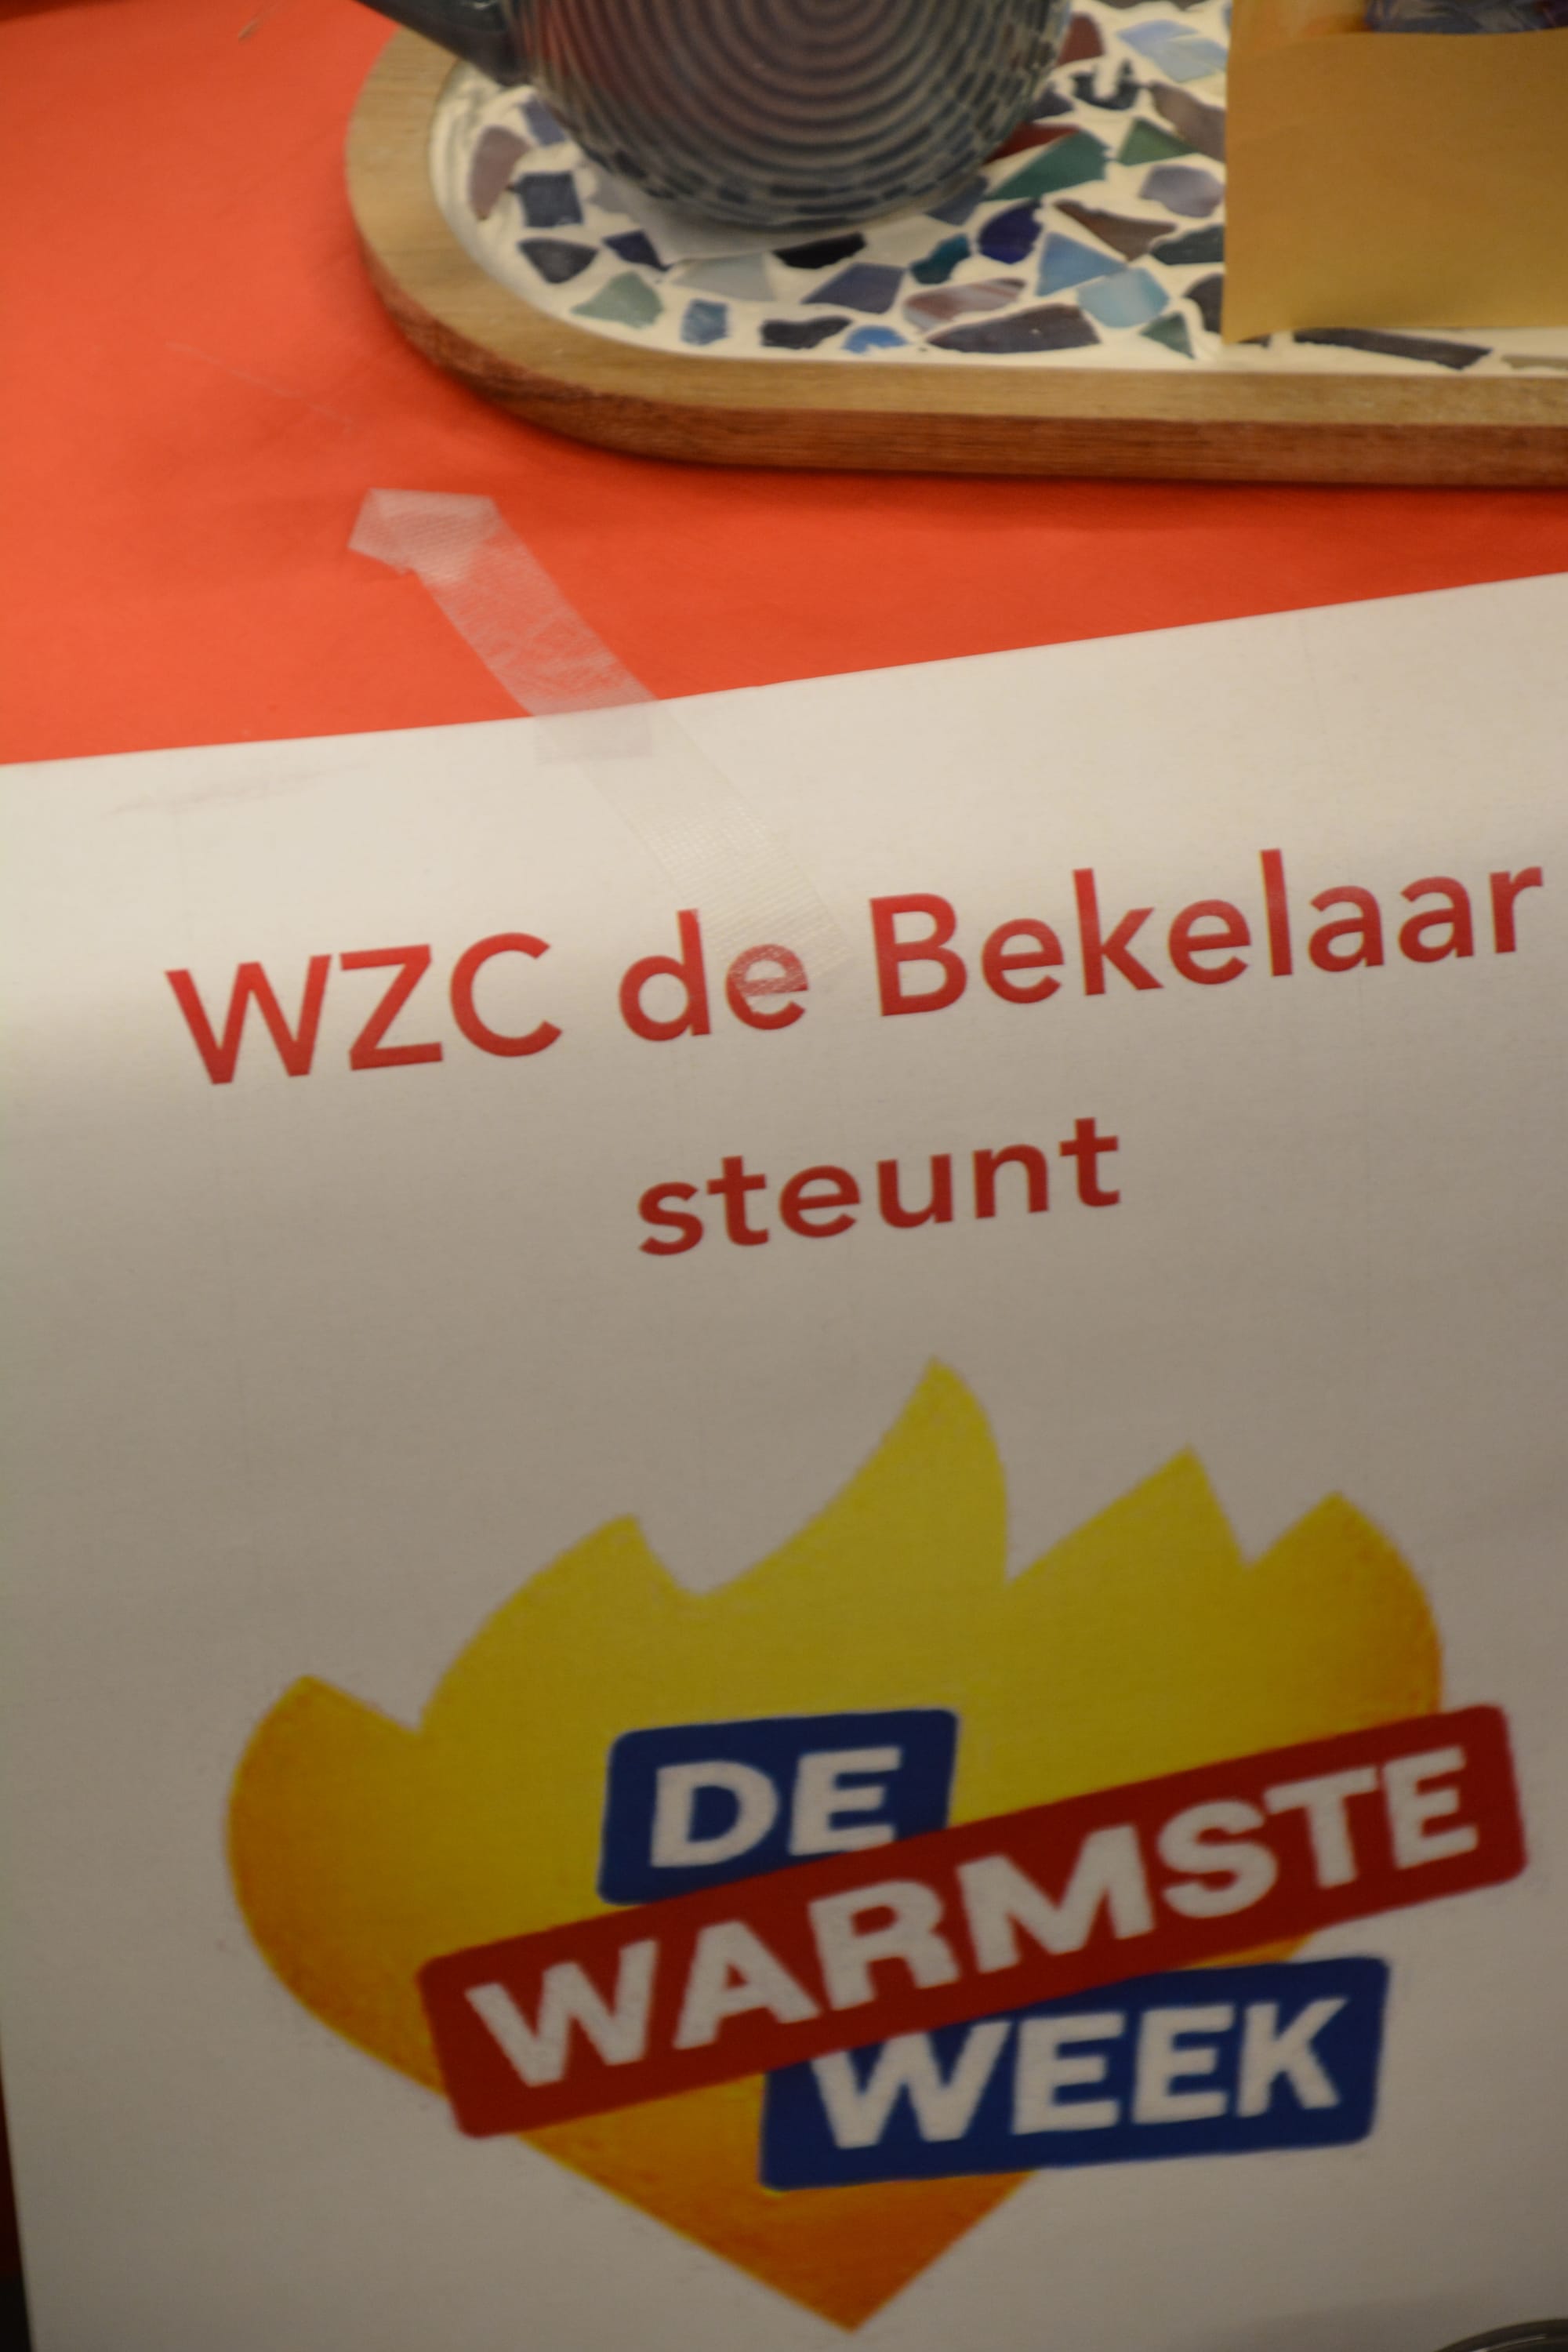 WZC de Bekelaar
steunt
DE
WARMSTE
WEEK